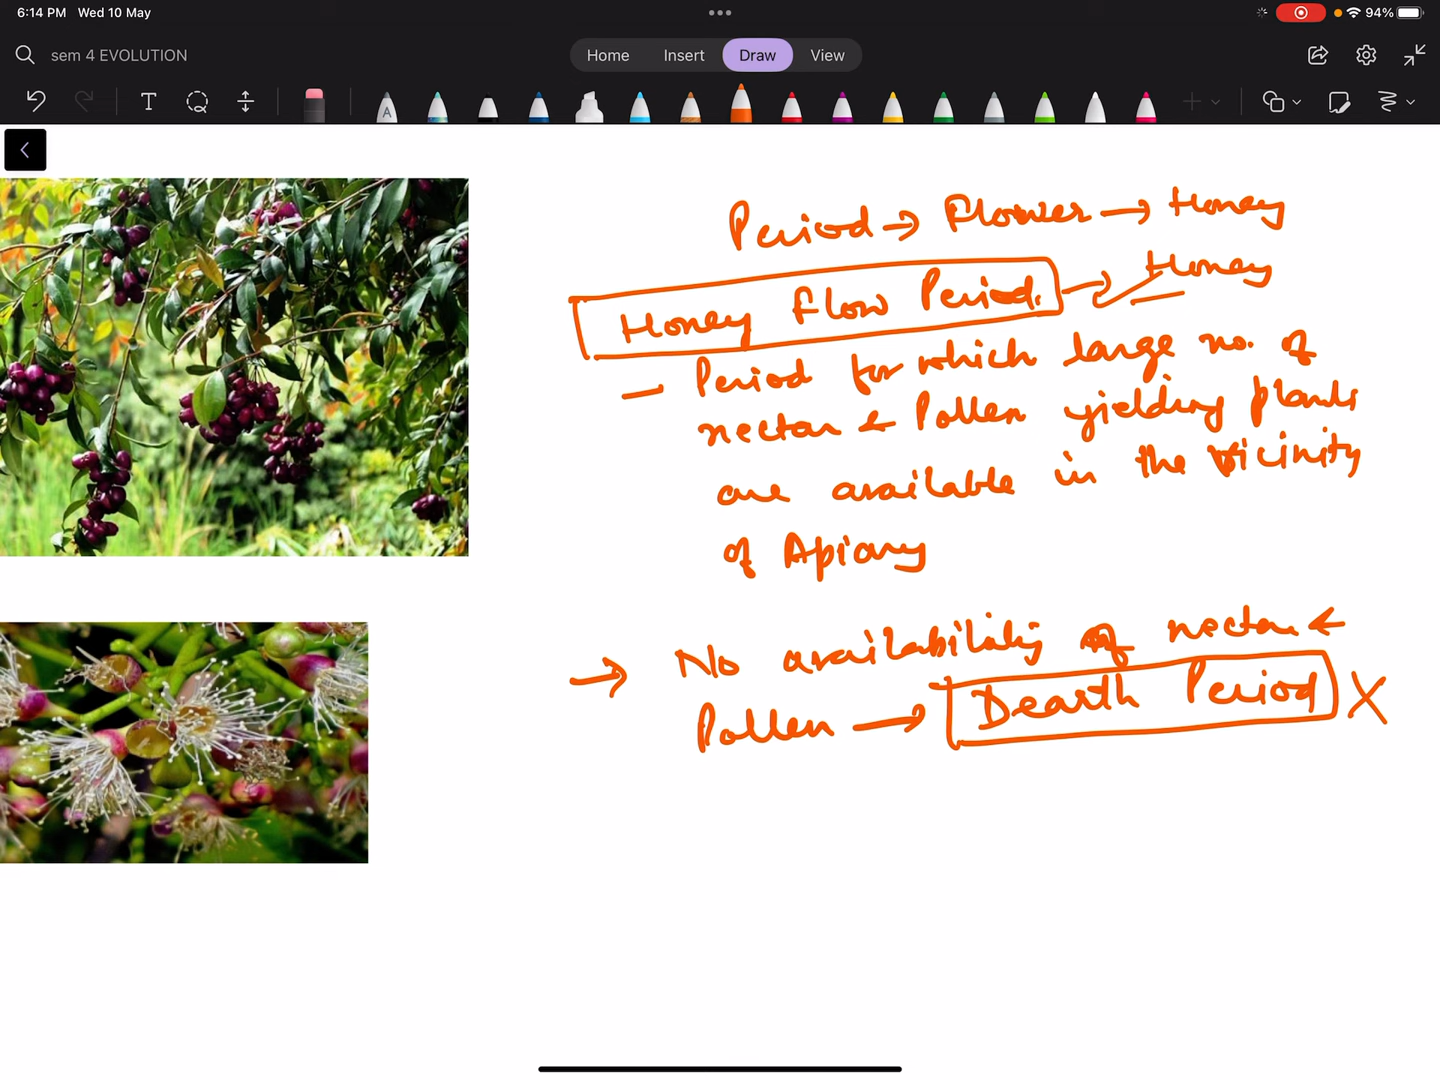 6:14 PM Wed 10 May
94%
sem 4 EVOLUTION
Home Insert Draw View
T
A
Period → Flower → Honey
Honey Flow Period. → Honey
- Period for which large no. of
nectar & Pollen yielding plants
are available in the vicinity
of Apiary
→ No availability of nectar &
Pollen → Dearth Period X